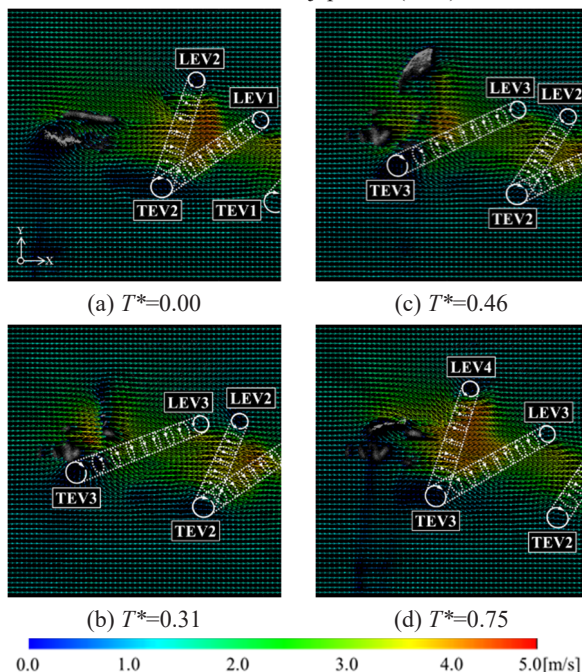 LEV2
LEV1
TEV2
TEV1
Y
X
(a) T*=0.00
LEV3
LEV2
TEV3
TEV2
(c) T*=0.46
LEV3
LEV2
TEV3
TEV2
(b) T*=0.31
LEV4
LEV3
TEV3
TEV2
(d) T*=0.75
0.0 1.0 2.0 3.0 4.0 5.0[m/s]